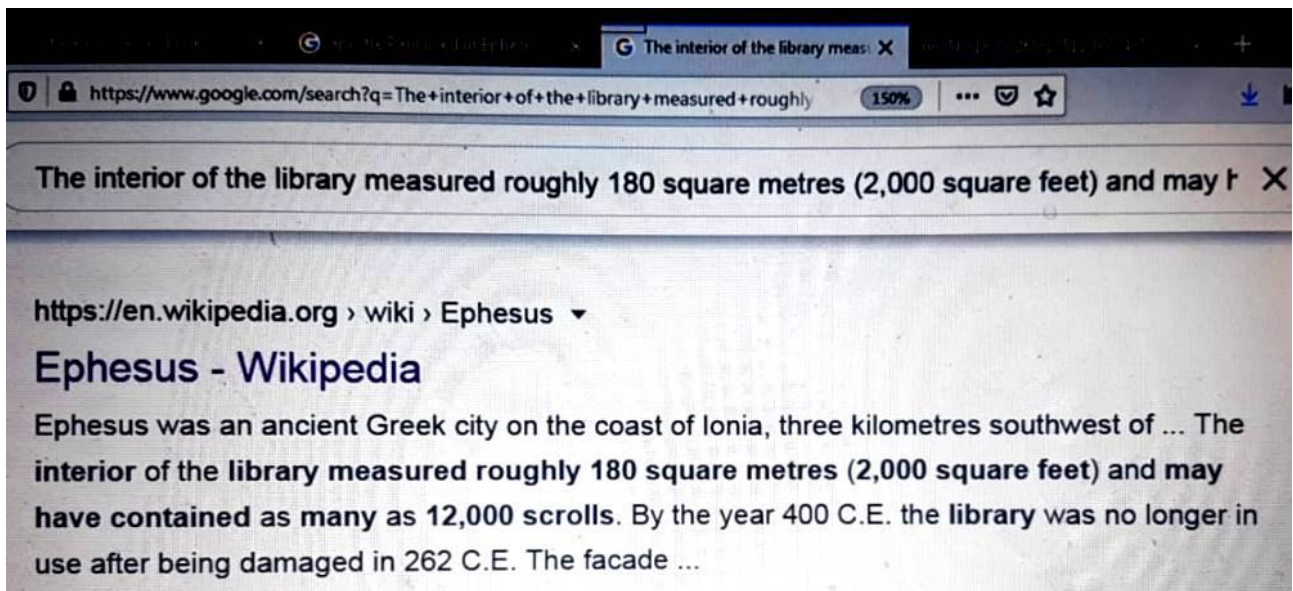 The interior of the library meas
https://www.google.com/search?q=The+interior+of+the+library+measured+roughly 150%
The interior of the library measured roughly 180 square metres (2,000 square feet) and may
https://en.wikipedia.org › wiki › Ephesus
Ephesus - Wikipedia
Ephesus was an ancient Greek city on the coast of Ionia, three kilometres southwest of ... The
interior of the library measured roughly 180 square metres (2,000 square feet) and may
have contained as many as 12,000 scrolls. By the year 400 C.E. the library was no longer in
use after being damaged in 262 C.E. The facade ...